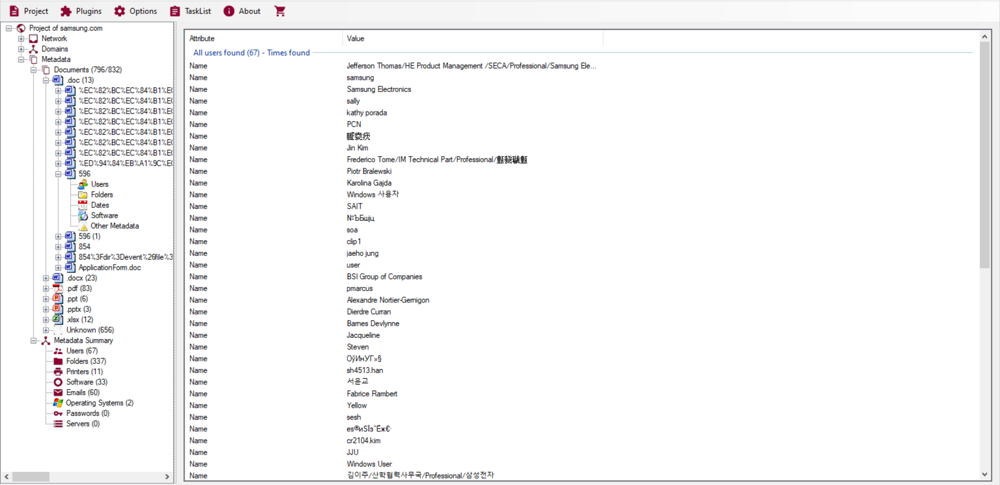 Project Plugins Options TaskList About
Project of samsung.com
Network
Domains
Metadata
Documents (796/832)
.doc (13)
%EC%82%BC%EC%84%B1%E
%EC%82%BC%EC%84%B1%E
%EC%82%BC%EC%84%B1%E
%EC%82%BC%EC%84%B1%E
%EC%82%BC%EC%84%B1%E
%EC%82%BC%EC%84%B1%E
%EC%82%BC%EC%84%B1%E
%ED%94%84%EB%A1%9C%E
596
Users
Folders
Dates
Software
Other Metadata
596 (1)
854
854%3Fdir%3Devent%26file%3
ApplicationForm.doc
.docx (23)
.pdf (83)
.ppt (6)
.pptx (3)
.xlsx (12)
Unknown (656)
Metadata Summary
Users (67)
Folders (337)
Printers (11)
Software (33)
Emails (60)
Operating Systems (2)
Passwords (0)
Servers (0)
Attribute Value
All users found (67) - Times found
Name Jefferson Thomas/HE Product Management /SECA/Professional/Samsung Ele...
Name samsung
Name Samsung Electronics
Name sally
Name kathy porada
Name PCN
Name
Name Jin Kim
Name Frederico Tome/IM Technical Part/Professional/
Name Piotr Bralewski
Name Karolina Gajda
Name Windows 사용자
Name SAIT
Name №ЪБшјц
Name soa
Name clip1
Name jaeho jung
Name user
Name BSI Group of Companies
Name pmarcus
Name Alexandre Nortier-Gernigon
Name Dierdre Curran
Name Barnes Devlynne
Name Jacqueline
Name Steven
Name ОўИнУГ»§
Name sh4513.han
Name 서윤교
Name Fabrice Rambert
Name Yellow
Name sesh
Name
Name cr2104.kim
Name JJU
Name Windows User
Name 김이주/산학협력사무국/Professional/삼성전자